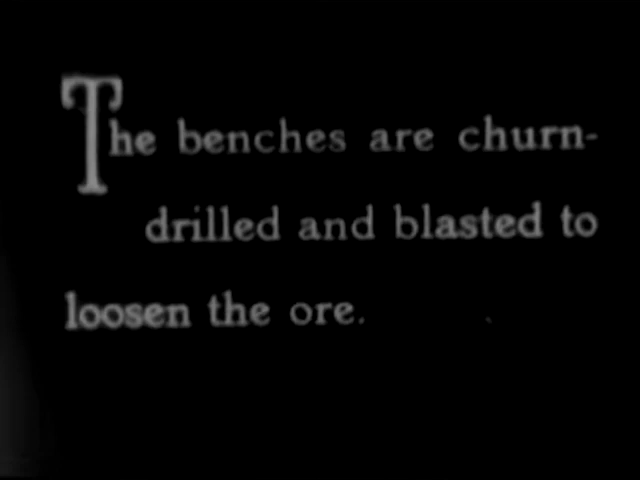 The benches are churn-
drilled and blasted to
loosen the ore.